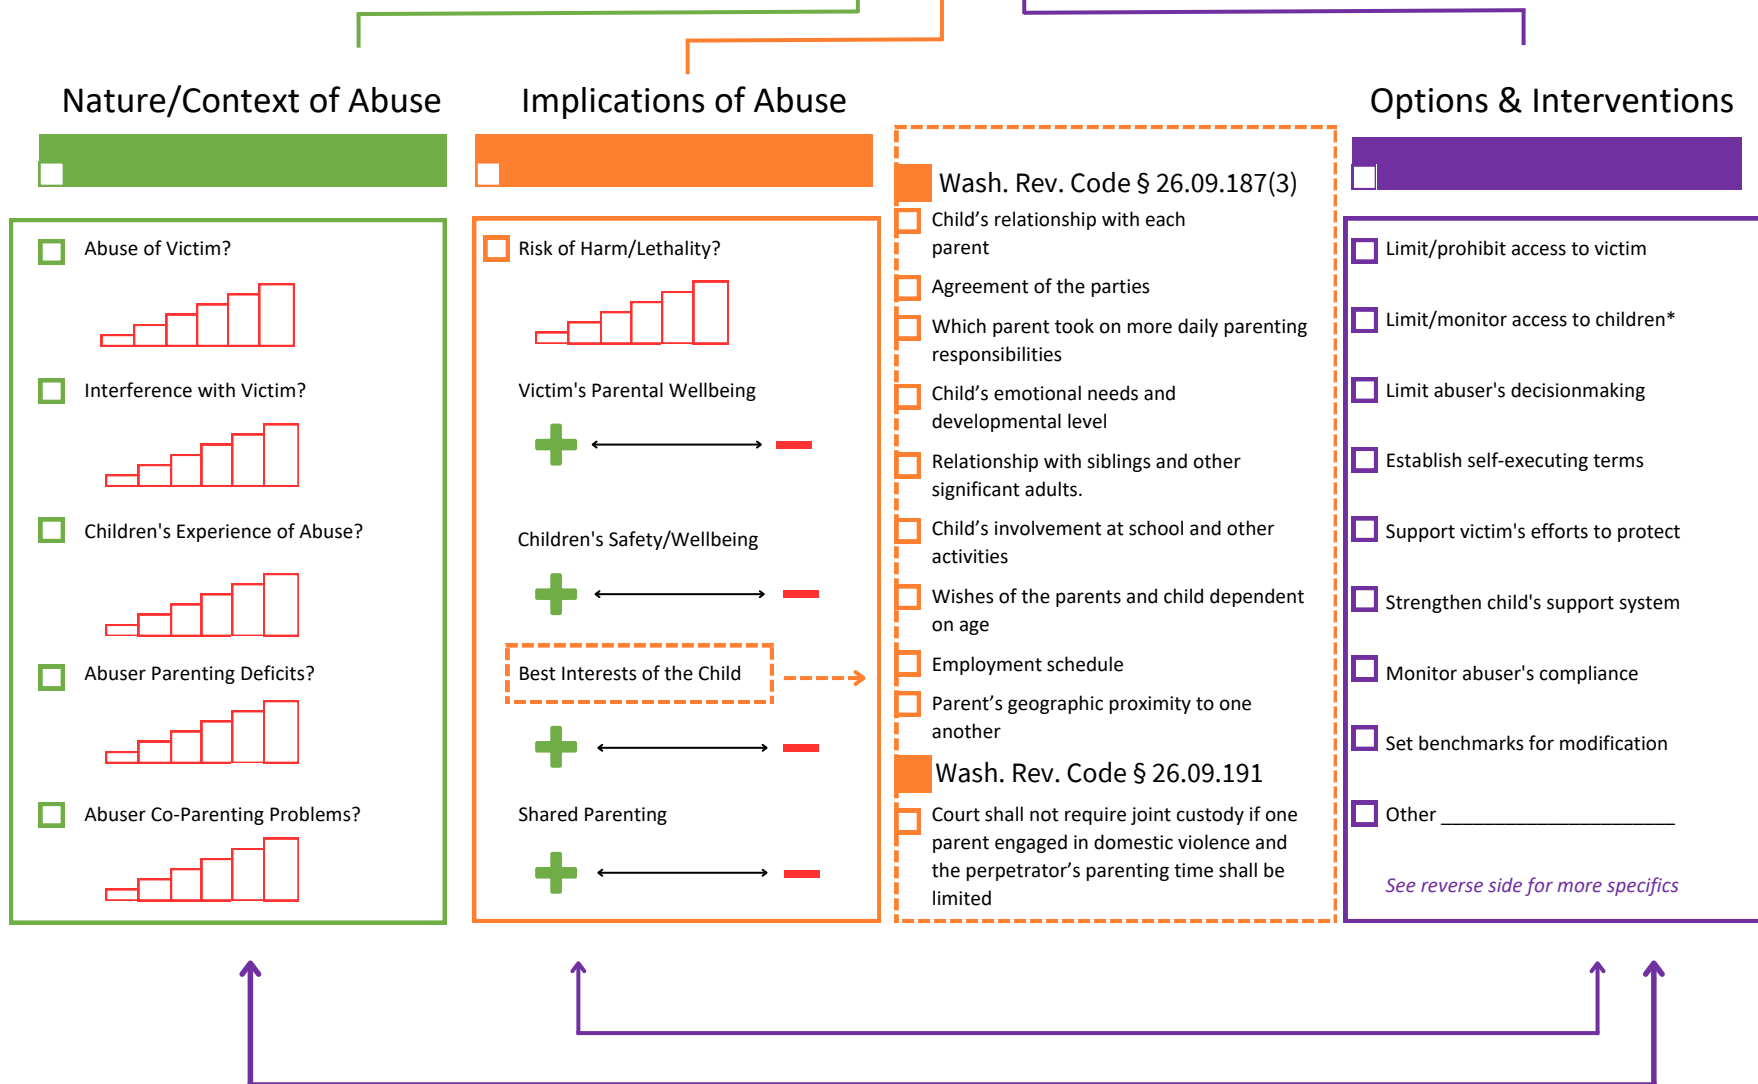 Nature/Context of Abuse
Abuse of Victim?
Interference with Victim?
Children's Experience of Abuse?
Abuser Parenting Deficits?
Abuser Co-Parenting Problems?
Implications of Abuse
Risk of Harm/Lethality?
Victim's Parental Wellbeing
Children's Safety/Wellbeing
Best Interests of the Child
Shared Parenting
Wash. Rev. Code § 26.09.187(3)
Child’s relationship with each
parent
Agreement of the parties
Which parent took on more daily parenting
responsibilities
Child’s emotional needs and
developmental level
Relationship with siblings and other
significant adults.
Child’s involvement at school and other
activities
Wishes of the parents and child dependent
on age
Employment schedule
Parent’s geographic proximity to one
another
Wash. Rev. Code § 26.09.191
Court shall not require joint custody if one
parent engaged in domestic violence and
the perpetrator’s parenting time shall be
limited
Options & Interventions
Limit/prohibit access to victim
Limit/monitor access to children*
Limit abuser's decisionmaking
Establish self-executing terms
Support victim's efforts to protect
Strengthen child's support system
Monitor abuser's compliance
Set benchmarks for modification
Other ______________________
See reverse side for more specifics